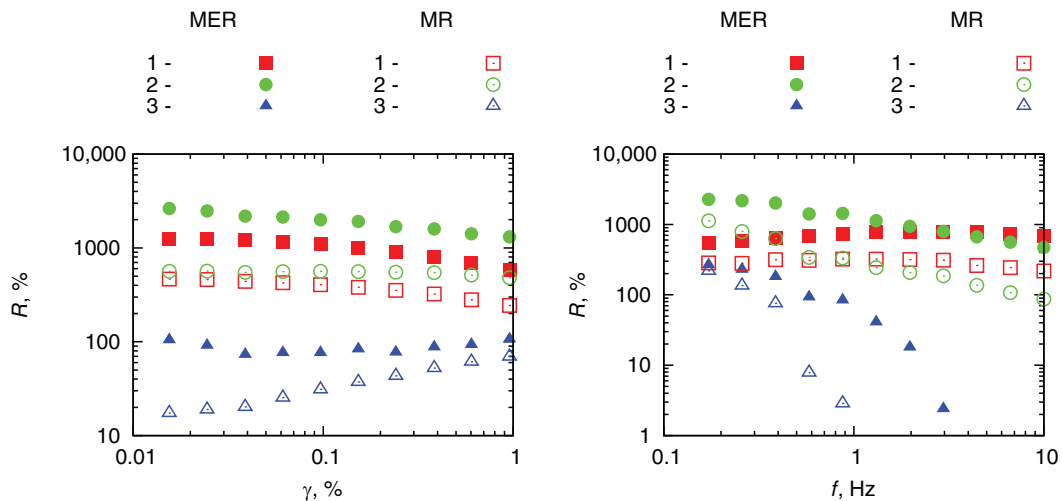 MER MR
1 - 1 -
2 - 2 -
3 - 3 -
10,000
1000
100
10
R, %
0.01 0.1 1
γ, %
MER MR
1 - 1 -
2 - 2 -
3 - 3 -
10,000
1000
100
10
1
R, %
0.1 1 10
f, Hz